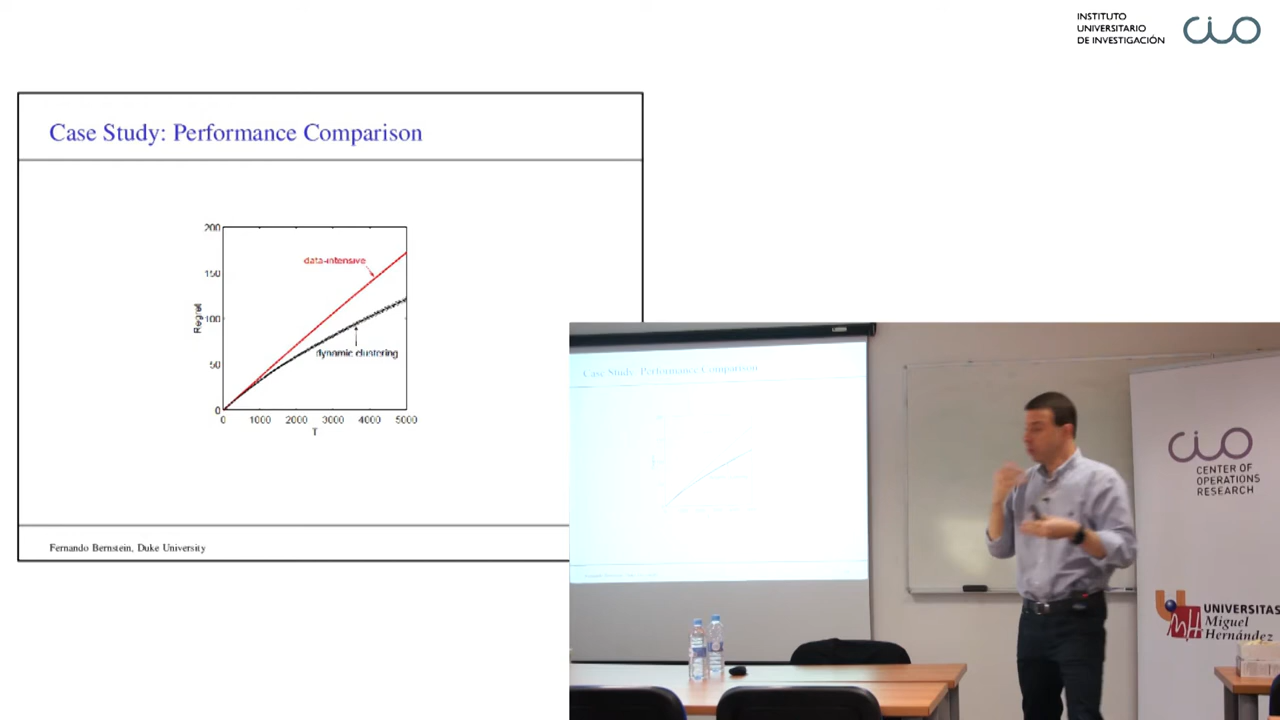 INSTITUTO
UNIVERSITARIO
DE INVESTIGACIÓN
CIO
Case Study: Performance Comparison
200
150
100
50
0
Regret
data-intensive
dynamic clustering
0 1000 2000 3000 4000 5000
T
Fernando Bernstein, Duke University
Case Study: Performance Comparison
CIO
CENTER OF
OPERATIONS
RESEARCH
UNIVERSITAS
Miguel
Hernández